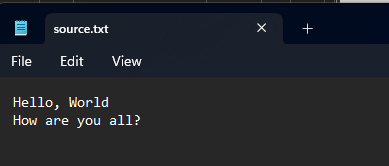 source.txt
File Edit View
Hello, World
How are you all?